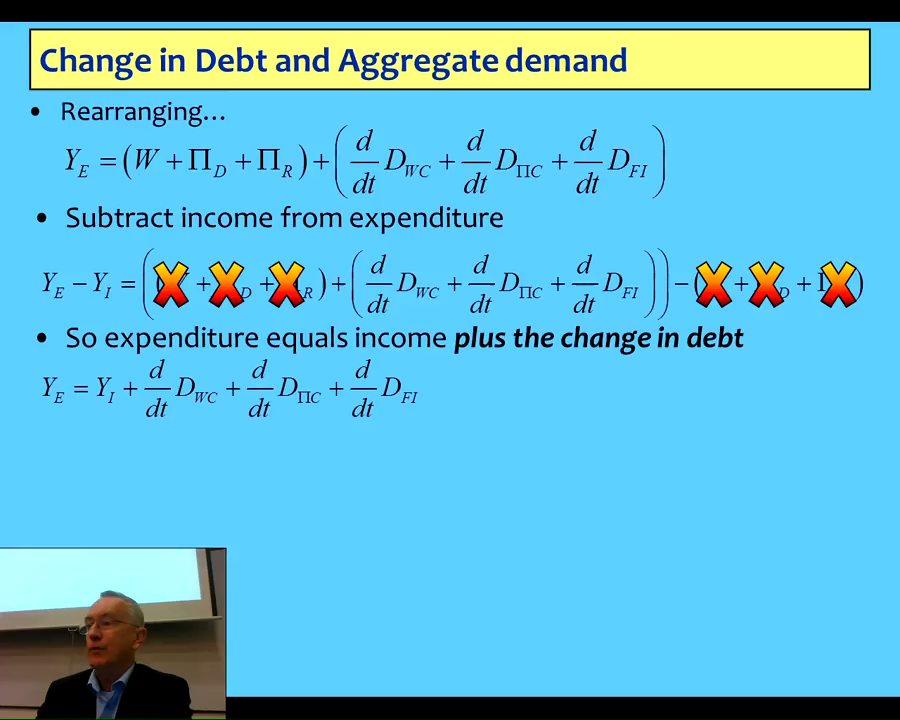 Change in Debt and Aggregate demand
• Rearranging…
Y_E = (W + Π_D + Π_R) + (d/dt D_WC + d/dt D_ΠC + d/dt D_FI)
• Subtract income from expenditure
Y_E − Y_I = (( + _D + _R) + (d/dt D_WC + d/dt D_ΠC + d/dt D_FI)) − ( + _D + )
• So expenditure equals income plus the change in debt
Y_E = Y_I + d/dt D_WC + d/dt D_ΠC + d/dt D_FI